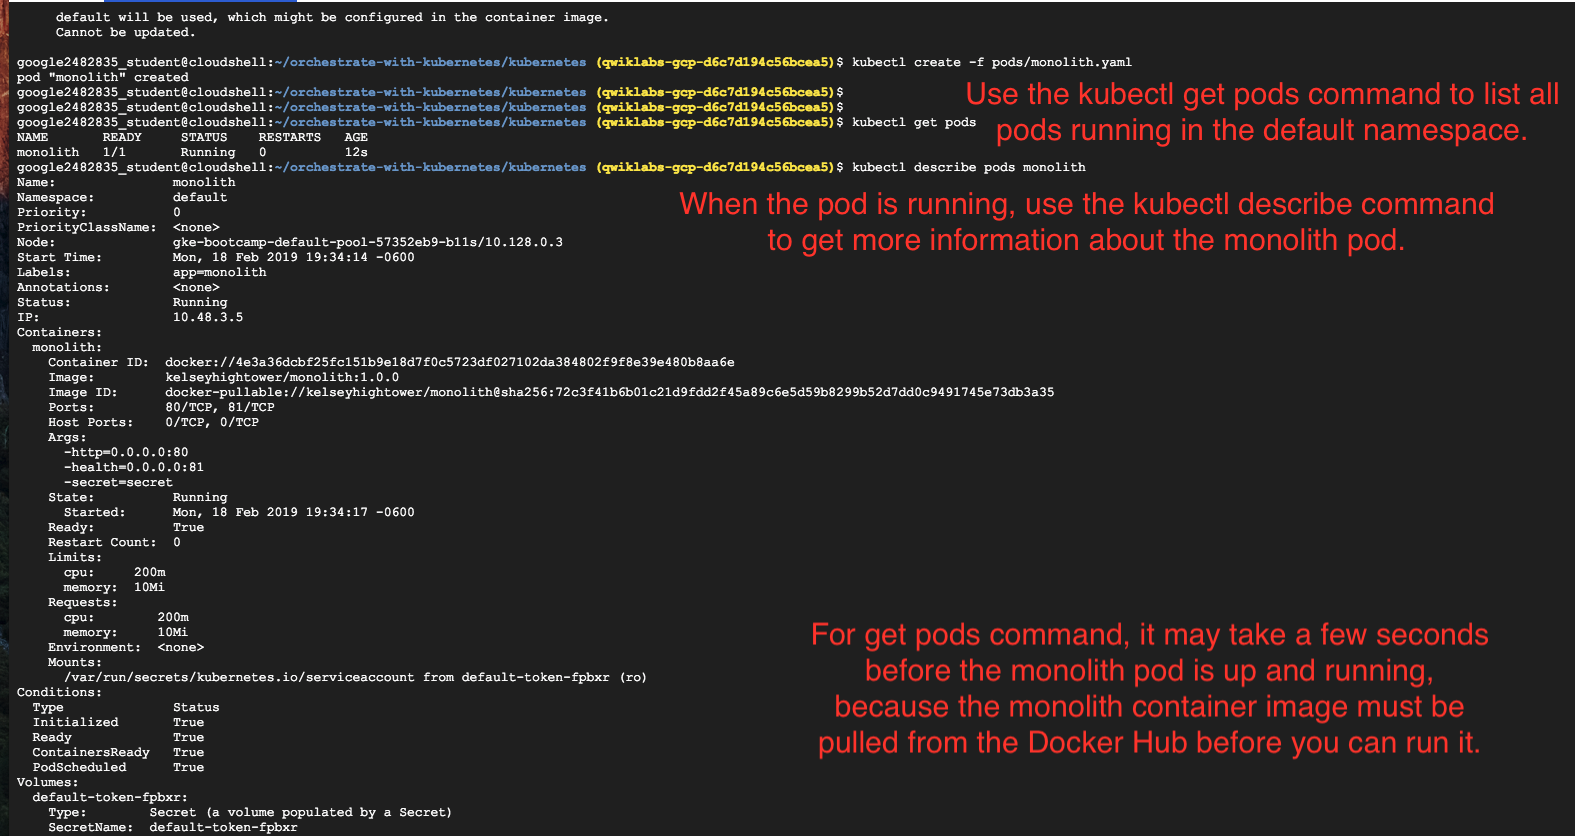 default will be used, which might be configured in the container image.
Cannot be updated.
google2482835_student@cloudshell:~/orchestrate-with-kubernetes/kubernetes (qwiklabs-gcp-d6c7d194c56bcea5)$ kubectl create -f pods/monolith.yaml
pod "monolith" created
google2482835_student@cloudshell:~/orchestrate-with-kubernetes/kubernetes (qwiklabs-gcp-d6c7d194c56bcea5)$
google2482835_student@cloudshell:~/orchestrate-with-kubernetes/kubernetes (qwiklabs-gcp-d6c7d194c56bcea5)$
google2482835_student@cloudshell:~/orchestrate-with-kubernetes/kubernetes (qwiklabs-gcp-d6c7d194c56bcea5)$ kubectl get pods
Use the kubectl get pods command to list all
pods running in the default namespace.
NAME       READY     STATUS    RESTARTS   AGE
monolith   1/1       Running   0          12s
google2482835_student@cloudshell:~/orchestrate-with-kubernetes/kubernetes (qwiklabs-gcp-d6c7d194c56bcea5)$ kubectl describe pods monolith
When the pod is running, use the kubectl describe command
to get more information about the monolith pod.
Name:               monolith
Namespace:          default
Priority:           0
PriorityClassName:  <none>
Node:               gke-bootcamp-default-pool-57352eb9-b11s/10.128.0.3
Start Time:         Mon, 18 Feb 2019 19:34:14 -0600
Labels:             app=monolith
Annotations:        <none>
Status:             Running
IP:                 10.48.3.5
Containers:
  monolith:
    Container ID:  docker://4e3a36dcbf25fc151b9e18d7f0c5723df027102da384802f9f8e39e480b8aa6e
    Image:         kelseyhightower/monolith:1.0.0
    Image ID:      docker-pullable://kelseyhightower/monolith@sha256:72c3f41b6b01c21d9fdd2f45a89c6e5d59b8299b52d7dd0c9491745e73db3a35
    Ports:         80/TCP, 81/TCP
    Host Ports:    0/TCP, 0/TCP
    Args:
      -http=0.0.0.0:80
      -health=0.0.0.0:81
      -secret=secret
    State:          Running
      Started:      Mon, 18 Feb 2019 19:34:17 -0600
    Ready:          True
    Restart Count:  0
    Limits:
      cpu:     200m
      memory:  10Mi
    Requests:
      cpu:        200m
      memory:     10Mi
    Environment:  <none>
    Mounts:
      /var/run/secrets/kubernetes.io/serviceaccount from default-token-fpbxr (ro)
For get pods command, it may take a few seconds
before the monolith pod is up and running,
because the monolith container image must be
pulled from the Docker Hub before you can run it.
Conditions:
  Type              Status
  Initialized       True
  Ready             True
  ContainersReady   True
  PodScheduled      True
Volumes:
  default-token-fpbxr:
    Type:        Secret (a volume populated by a Secret)
    SecretName:  default-token-fpbxr